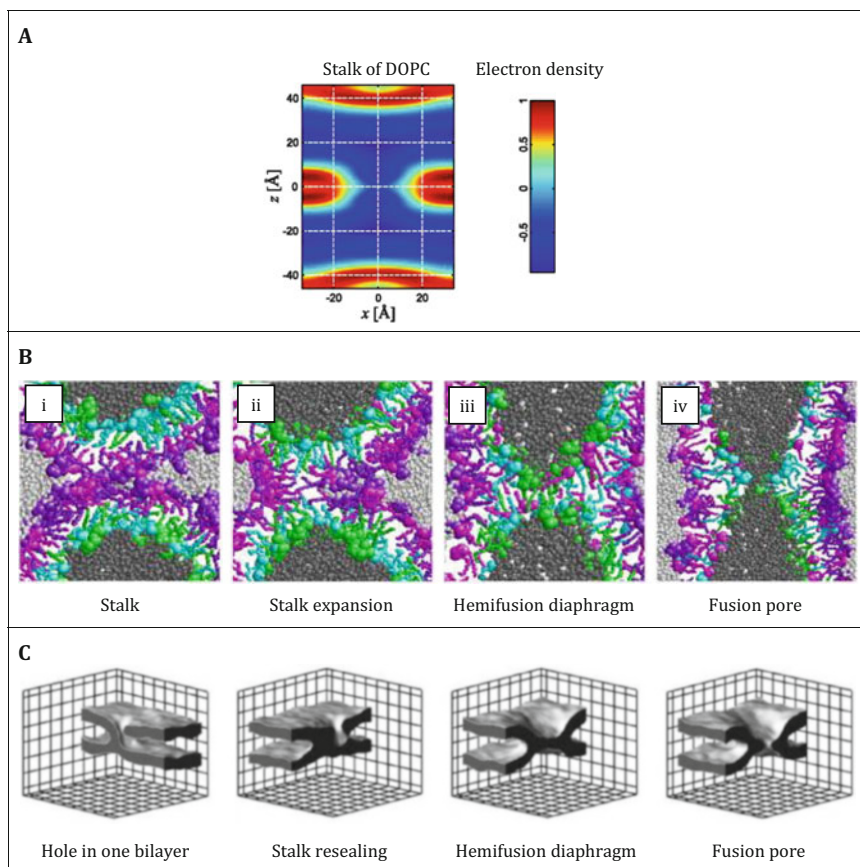 A
Stalk of DOPC    Electron density
40
20
0
-20
-40
z [Å]
-20    0    20
x [Å]
1
0.5
0
-0.5
B
i    ii    iii    iv
Stalk    Stalk expansion    Hemifusion diaphragm    Fusion pore
C
Hole in one bilayer    Stalk resealing    Hemifusion diaphragm    Fusion pore